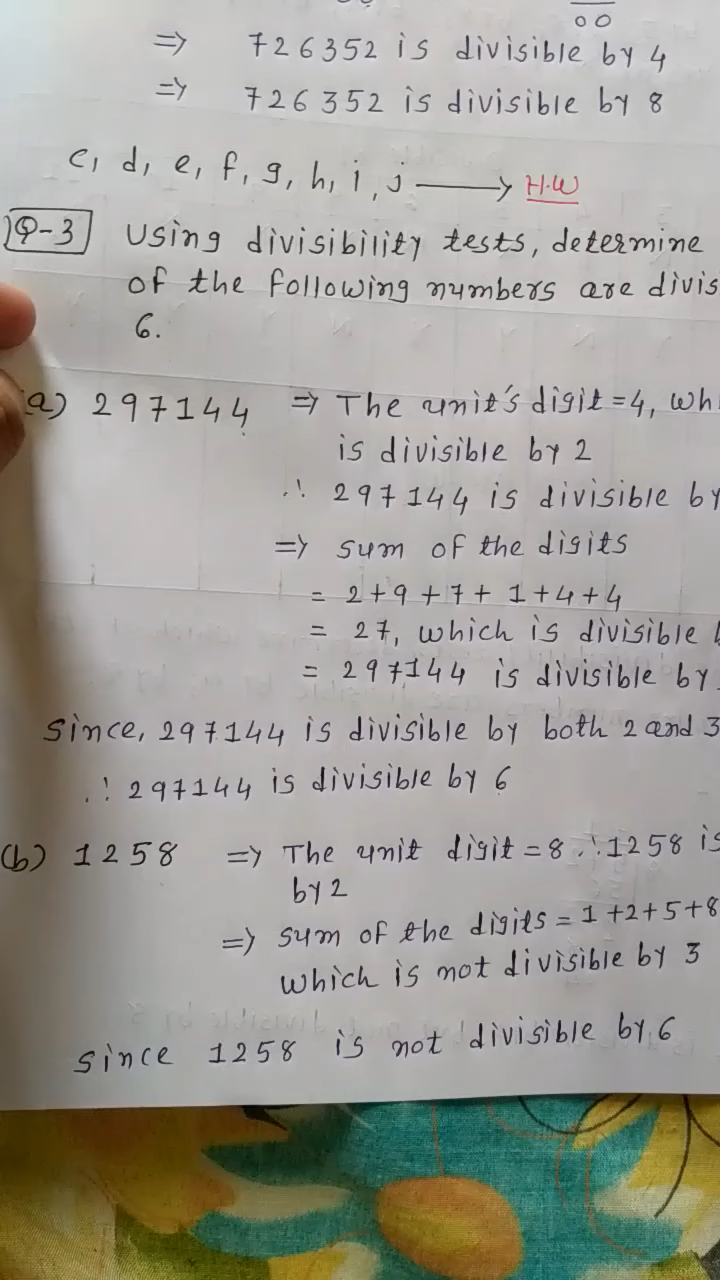 00
=> 726352 is divisible by 4
=> 726352 is divisible by 8
c, d, e, f, g, h, i, j ⟶ H.W
Q-3 Using divisibility tests, determine
of the following numbers are divis
6.
a) 297144 => The unit's digit = 4, whi
is divisible by 2
∴ 297144 is divisible by
=> sum of the digits
= 2+9+7+1+4+4
= 27, which is divisible b
= 297144 is divisible by
Since, 297144 is divisible by both 2 and 3
∴ 297144 is divisible by 6
(b) 1258 => The unit digit = 8 ∴ 1258 is
by 2
=> sum of the digits = 1+2+5+8
which is not divisible by 3
Since 1258 is not divisible by 6